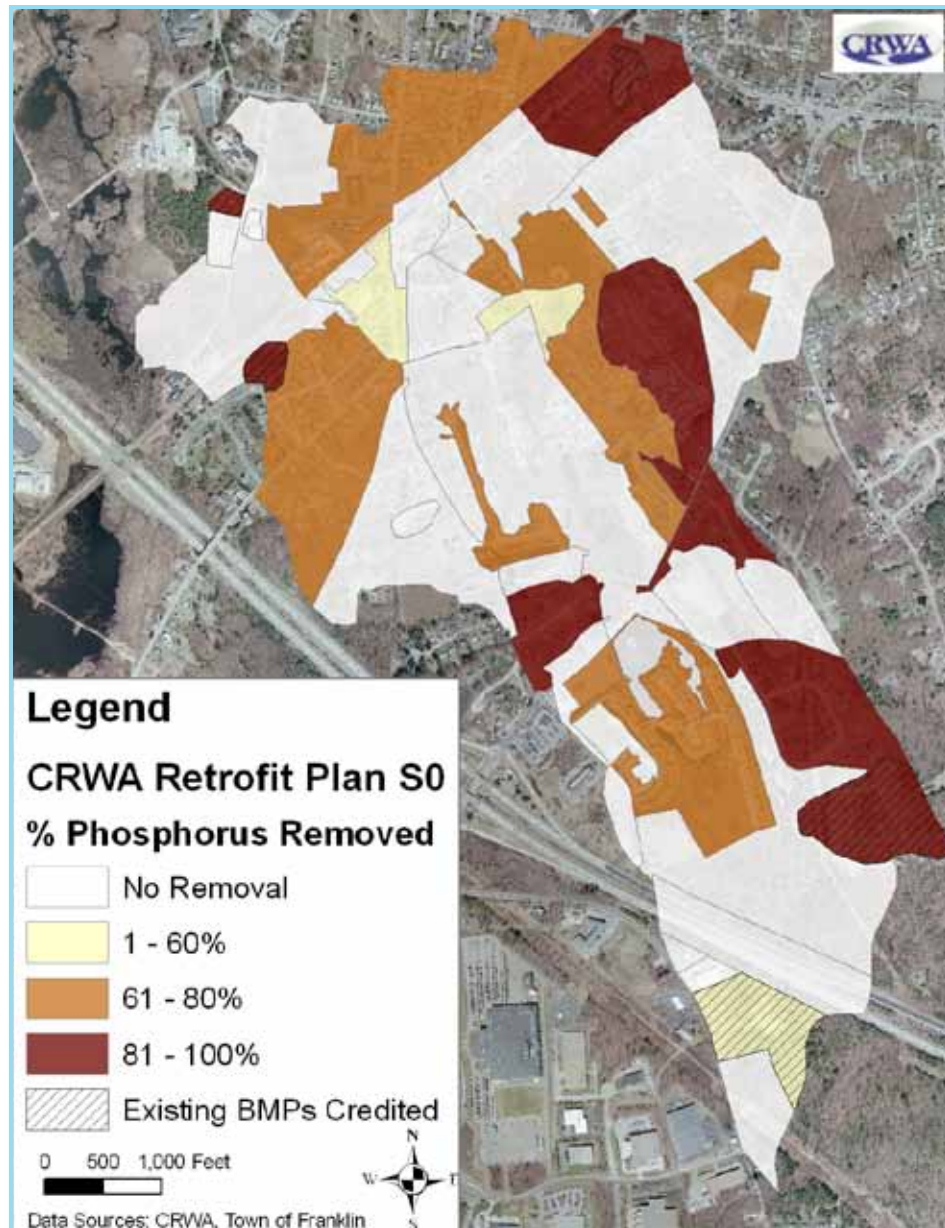 CRWA
Legend
CRWA Retrofit Plan S0
% Phosphorus Removed
No Removal
1 - 60%
61 - 80%
81 - 100%
Existing BMPs Credited
0 500 1,000 Feet
N
W
S
Data Sources: CRWA, Town of Franklin